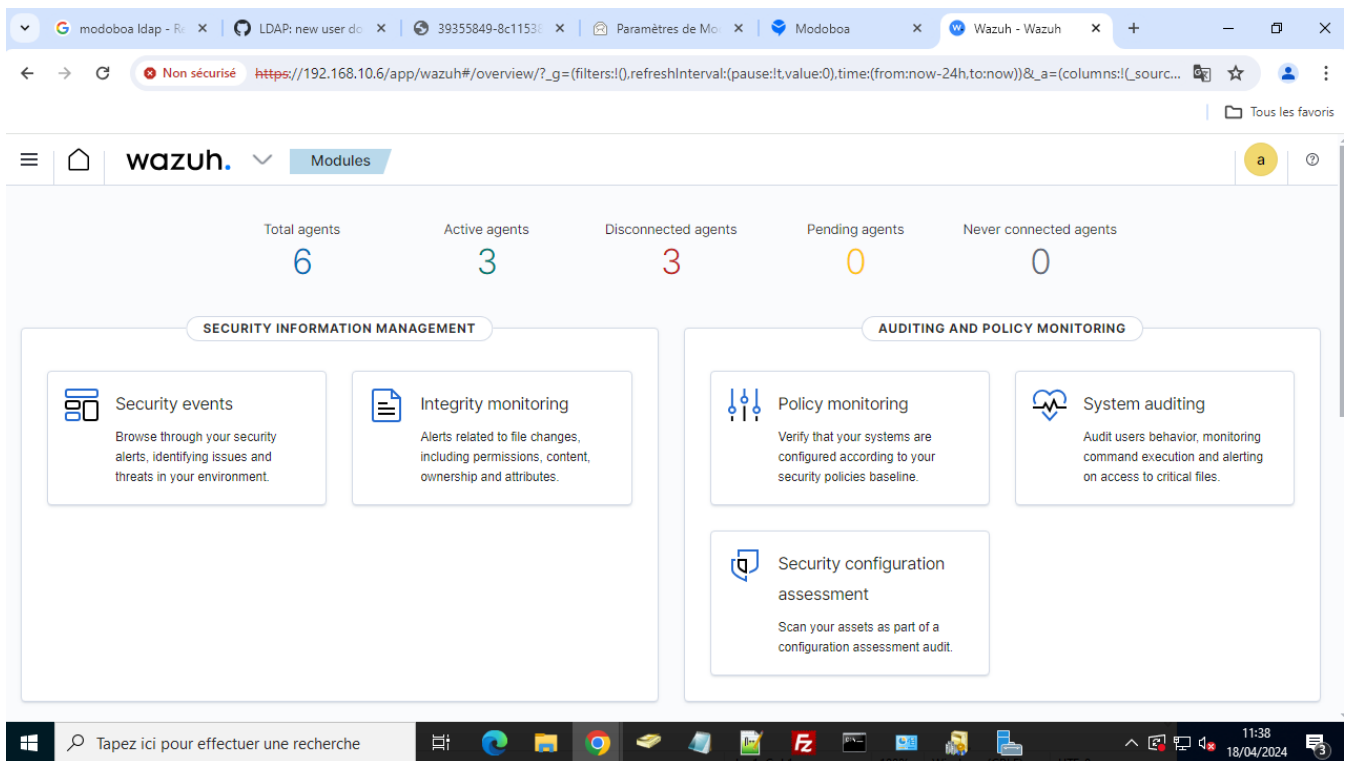 modoboa ldap - Re
LDAP: new user do
39355849-8c11538
Paramètres de Mo
Modoboa
Wazuh - Wazuh
Non sécurisé https://192.168.10.6/app/wazuh#/overview/?_g=(filters:!(),refreshInterval:(pause:!t,value:0),time:(from:now-24h,to:now))&_a=(columns:!(_sourc...
Tous les favoris
wazuh. Modules a
Total agents Active agents Disconnected agents Pending agents Never connected agents
6 3 3 0 0
SECURITY INFORMATION MANAGEMENT
Security events
Browse through your security
alerts, identifying issues and
threats in your environment.
Integrity monitoring
Alerts related to file changes,
including permissions, content,
ownership and attributes.
AUDITING AND POLICY MONITORING
Policy monitoring
Verify that your systems are
configured according to your
security policies baseline.
System auditing
Audit users behavior, monitoring
command execution and alerting
on access to critical files.
Security configuration
assessment
Scan your assets as part of a
configuration assessment audit.
Tapez ici pour effectuer une recherche
11:38
18/04/2024
3